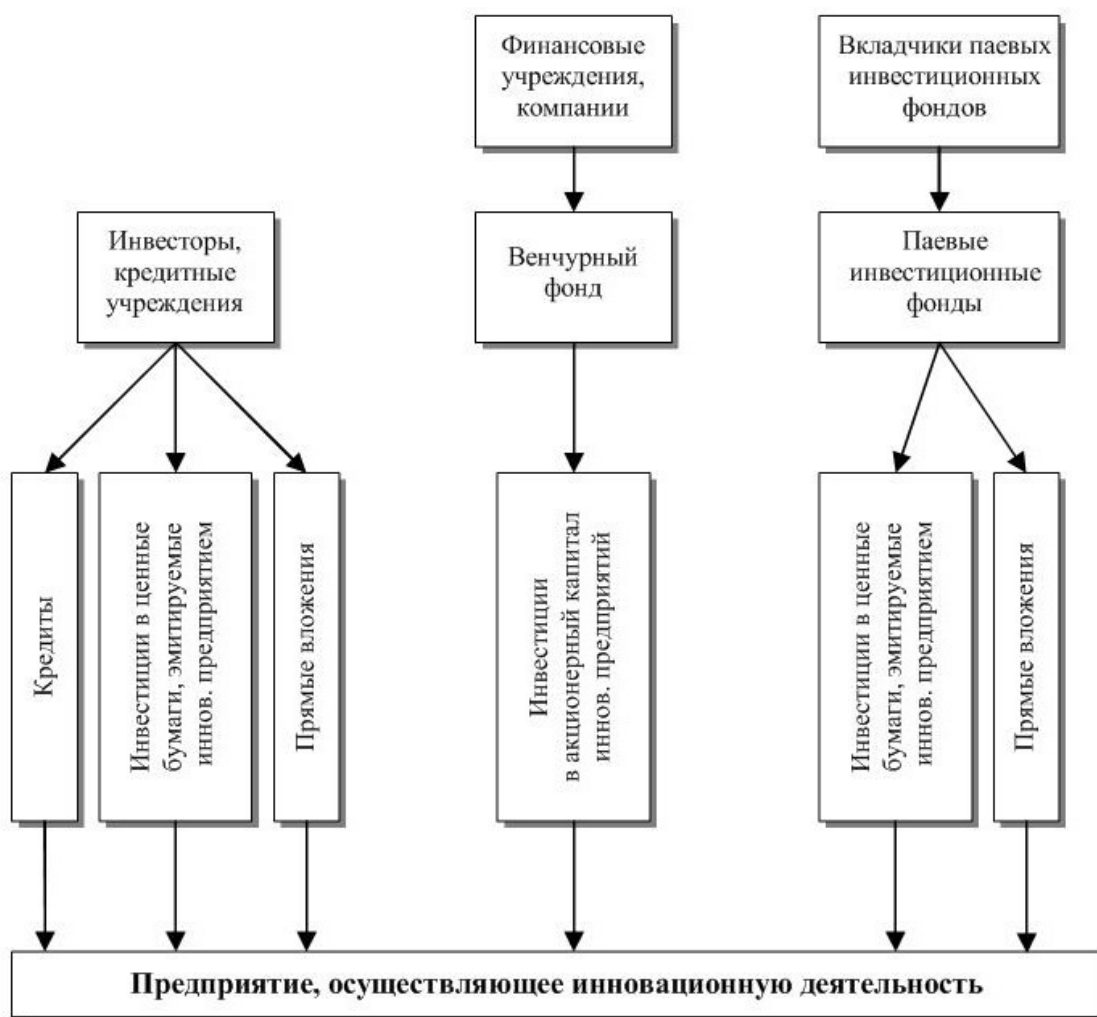 Финансовые
учреждения,
компании
Вкладчики паевых
инвестиционных
фондов
Инвесторы,
кредитные
учреждения
Венчурный
фонд
Паевые
инвестиционные
фонды
Кредиты
Инвестиции в ценные
бумаги, эмитируемые
иннов. предприятием
Прямые вложения
Инвестиции
в акционерный капитал
иннов. предприятий
Инвестиции в ценные
бумаги, эмитируемые
иннов. предприятием
Прямые вложения
Предприятие, осуществляющее инновационную деятельность